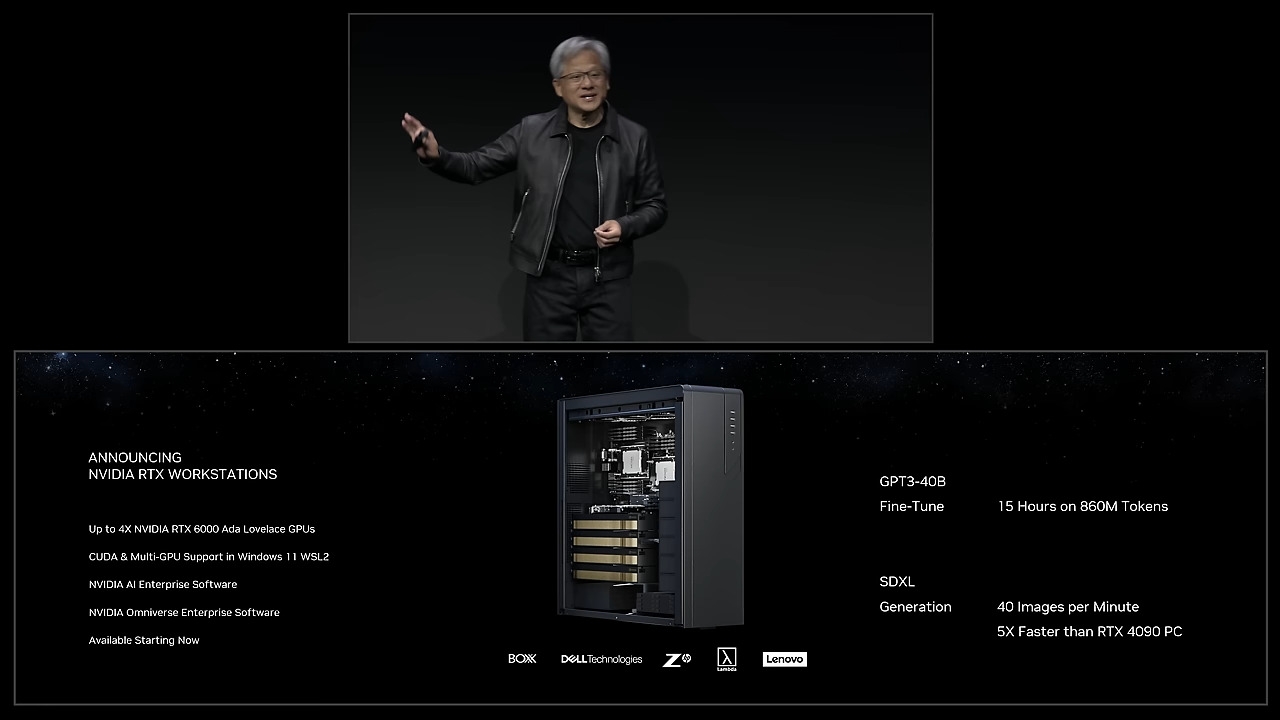 ANNOUNCING
NVIDIA RTX WORKSTATIONS
Up to 4X NVIDIA RTX 6000 Ada Lovelace GPUs
CUDA & Multi-GPU Support in Windows 11 WSL2
NVIDIA AI Enterprise Software
NVIDIA Omniverse Enterprise Software
Available Starting Now
GPT3-40B
Fine-Tune 15 Hours on 860M Tokens
SDXL
Generation 40 Images per Minute
5X Faster than RTX 4090 PC
BOXX DELL Technologies Z hp λ Lambda Lenovo